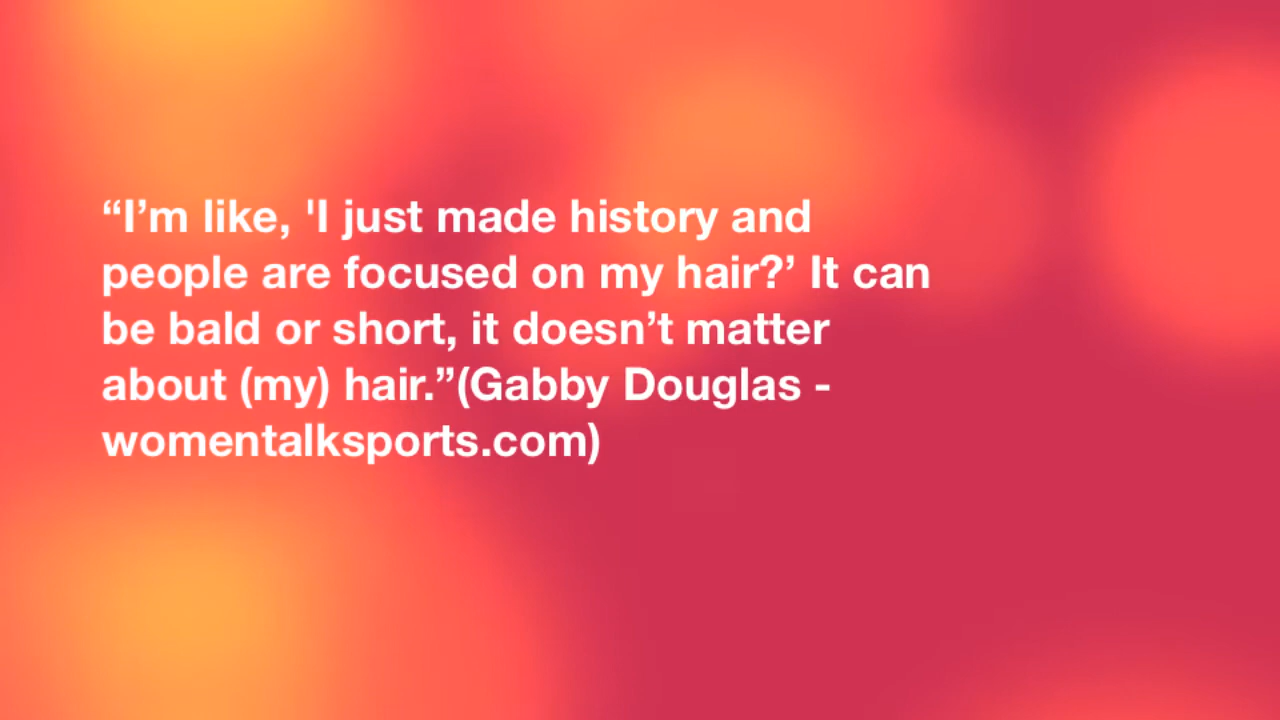 “I’m like, 'I just made history and
people are focused on my hair?’ It can
be bald or short, it doesn’t matter
about (my) hair.”(Gabby Douglas -
womentalksports.com)